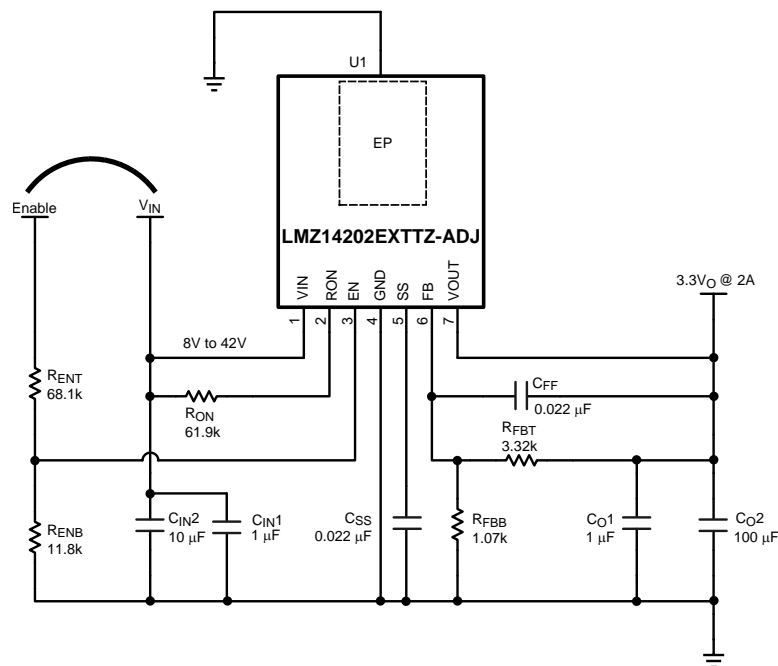 U1
EP
LMZ14202EXTTZ-ADJ
Enable
VIN
VIN
RON
EN
GND
SS
FB
VOUT
1
2
3
4
5
6
7
3.3VO @ 2A
8V to 42V
RENT
68.1k
RON
61.9k
CFF
0.022 μF
RFBT
3.32k
RENB
11.8k
CIN2
10 μF
CIN1
1 μF
CSS
0.022 μF
RFBB
1.07k
CO1
1 μF
CO2
100 μF